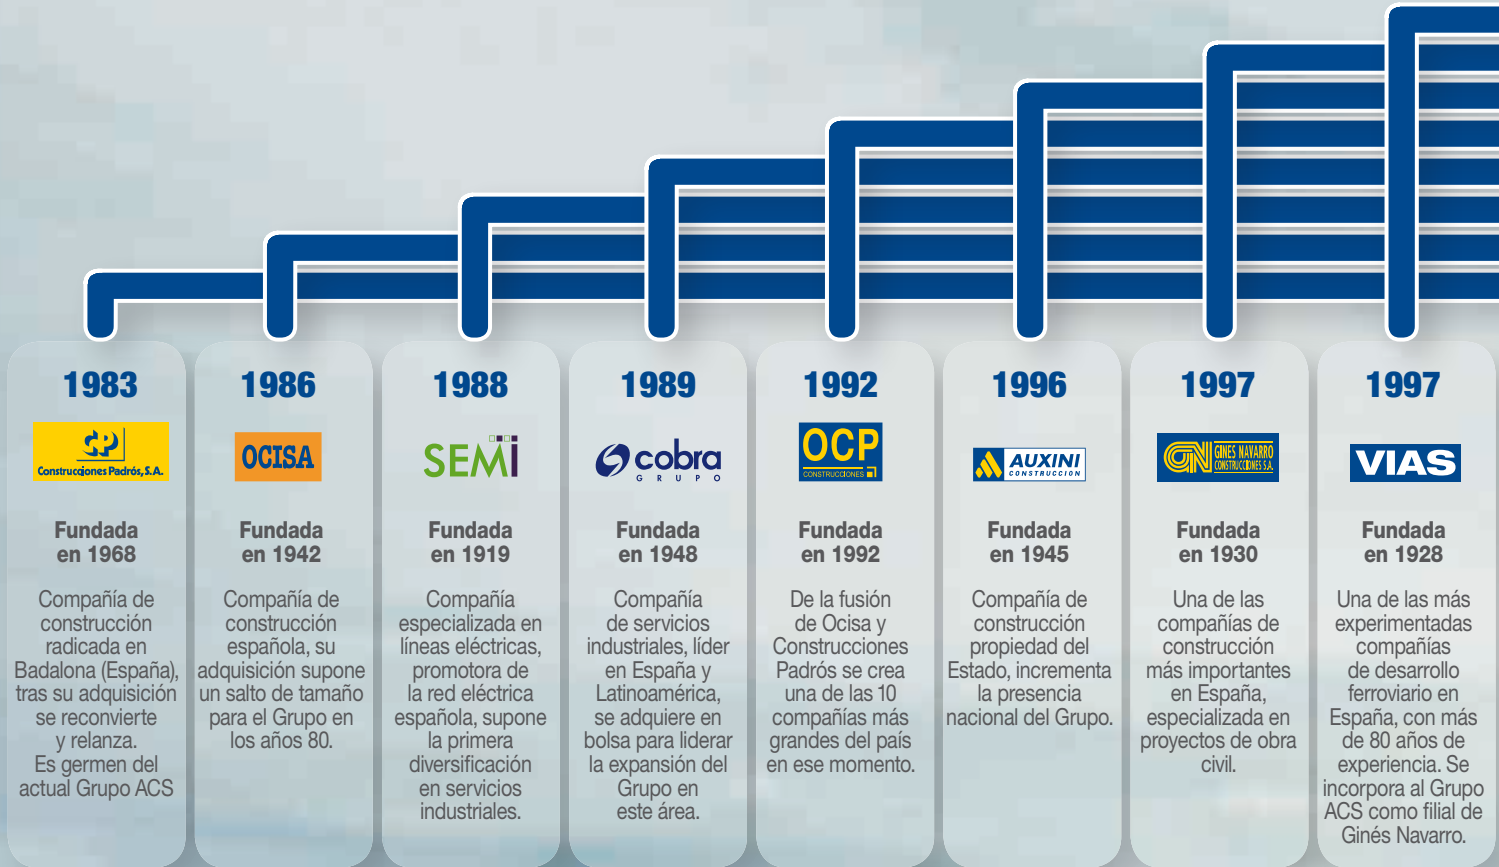 1983
CP
Construcciones Padrós, S.A.
Fundada
en 1968
Compañía de
construcción
radicada en
Badalona (España),
tras su adquisición
se reconvierte
y relanza.
Es germen del
actual Grupo ACS
1986
OCISA
Fundada
en 1942
Compañía de
construcción
española, su
adquisición supone
un salto de tamaño
para el Grupo en
los años 80.
1988
SEMI
Fundada
en 1919
Compañía
especializada en
líneas eléctricas,
promotora de
la red eléctrica
española, supone
la primera
diversificación
en servicios
industriales.
1989
cobra
GRUPO
Fundada
en 1948
Compañía
de servicios
industriales, líder
en España y
Latinoamérica,
se adquiere en
bolsa para liderar
la expansión del
Grupo en
este área.
1992
OCP
CONSTRUCCIONES
Fundada
en 1992
De la fusión
de Ocisa y
Construcciones
Padrós se crea
una de las 10
compañías más
grandes del país
en ese momento.
1996
AUXINI
CONSTRUCCION
Fundada
en 1945
Compañía de
construcción
propiedad del
Estado, incrementa
la presencia
nacional del Grupo.
1997
GN
GINES NAVARRO
CONSTRUCCIONES S.A.
Fundada
en 1930
Una de las
compañías de
construcción
más importantes
en España,
especializada en
proyectos de obra
civil.
1997
VIAS
Fundada
en 1928
Una de las más
experimentadas
compañías
de desarrollo
ferroviario en
España, con más
de 80 años de
experiencia. Se
incorpora al Grupo
ACS como filial de
Ginés Navarro.